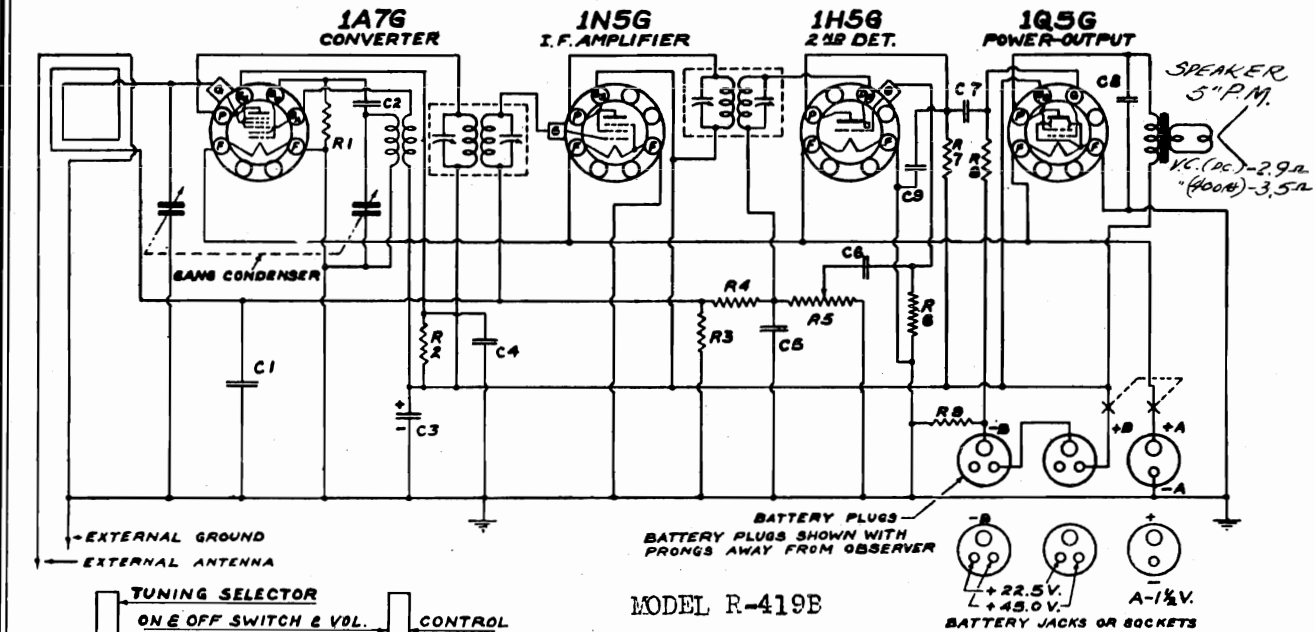 1A7G
CONVERTER
1N5G
I.F. AMPLIFIER
1H5G
2ND DET.
1Q5G
POWER-OUTPUT
SPEAKER
5" P.M.
V.C. (D.C.) - 2.9 Ω
" (400 H) - 3.5 Ω
G
P
F
F
C2
R1
G
P
F
F
P
F
F
G
C7
C8
P
G
F
F
R7
R8
C9
GANG CONDENSER
C6
R4
R5
R6
R3
C5
C1
R2
C4
+
-
C3
R9
-B
+B
+A
-A
EXTERNAL GROUND
EXTERNAL ANTENNA
BATTERY PLUGS
BATTERY PLUGS SHOWN WITH
PRONGS AWAY FROM OBSERVER
-B
+
+22.5V.
+45.0V.
-
A-1½V.
BATTERY JACKS OR SOCKETS
TUNING SELECTOR
ON & OFF SWITCH & VOL. CONTROL
MODEL R-419B